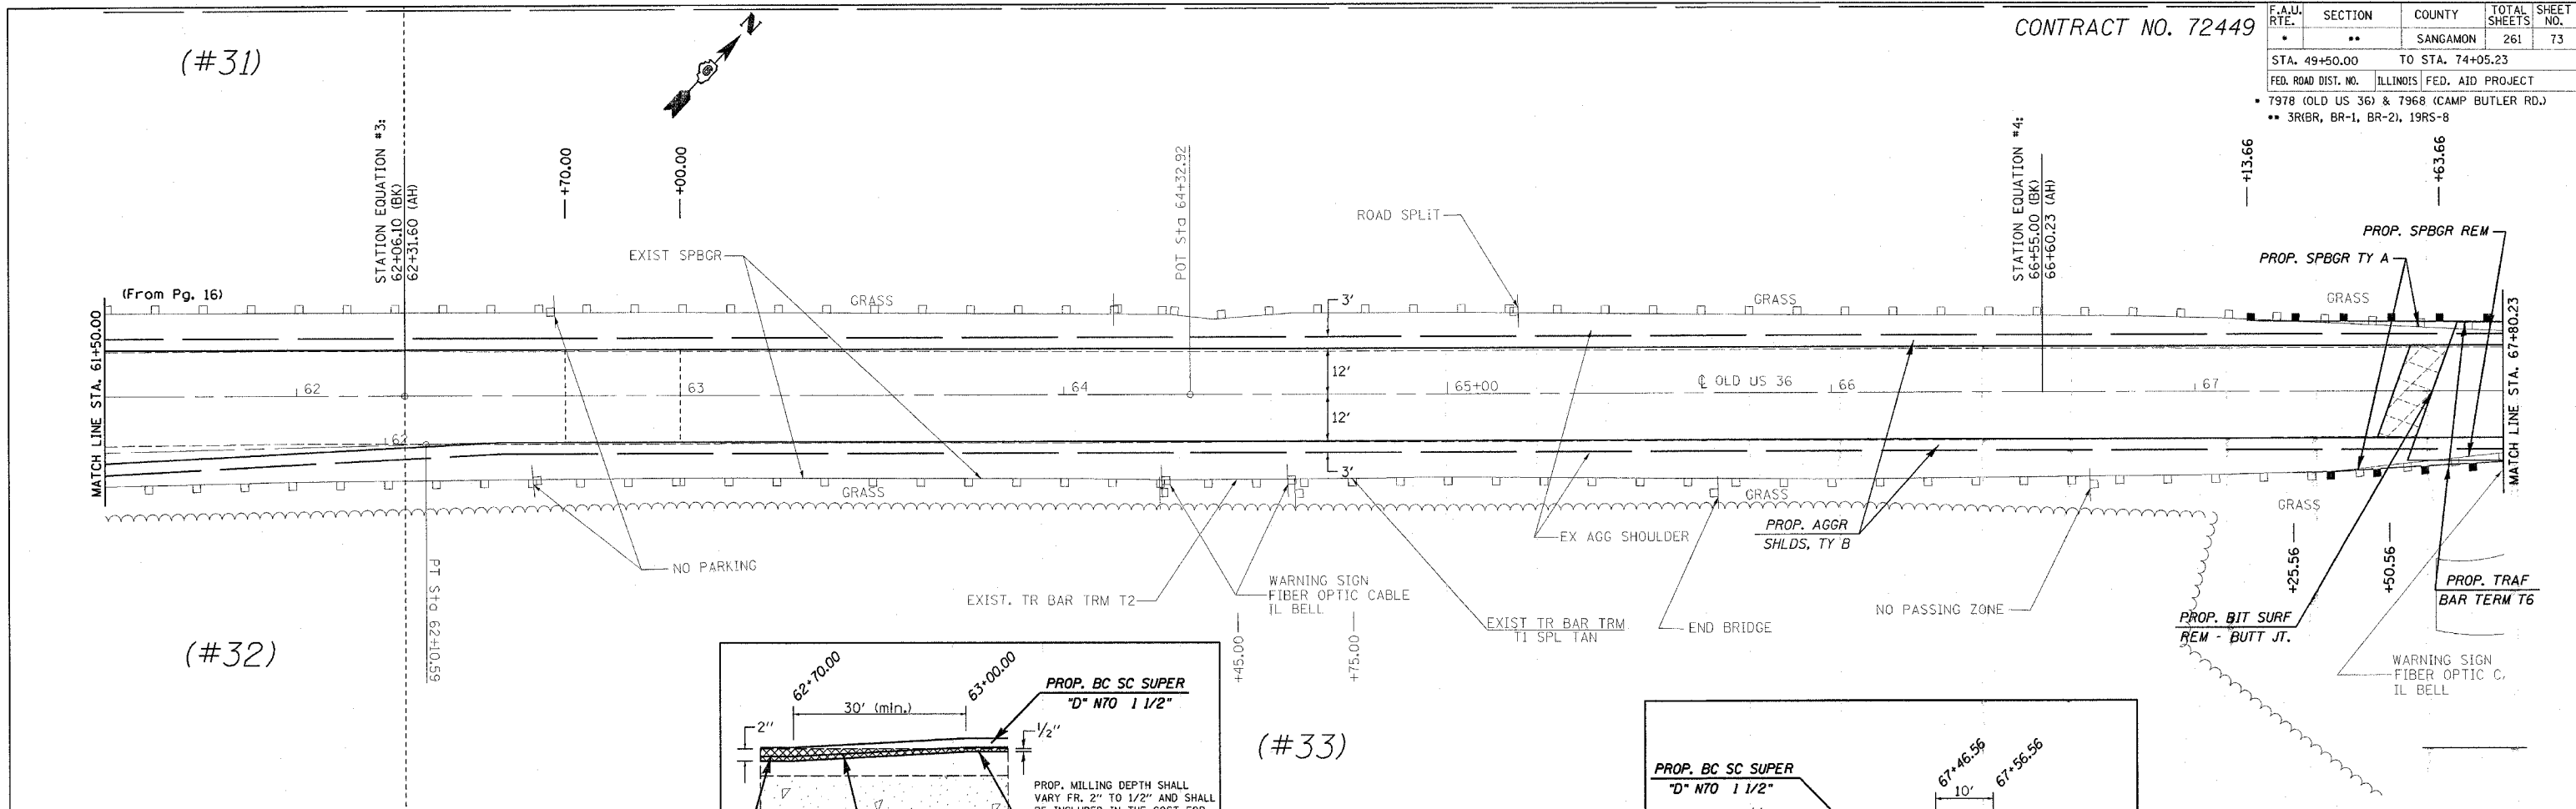 CONTRACT NO. 72449
F.A.U. RTE. SECTION COUNTY TOTAL SHEETS SHEET NO.
* ** SANGAMON 261 73
STA. 49+50.00 TO STA. 74+05.23
FED. ROAD DIST. NO. ILLINOIS FED. AID PROJECT
* 7978 (OLD US 36) & 7968 (CAMP BUTLER RD.)
** 3R(BR, BR-1, BR-2), 19RS-8
(#31)
N
STATION EQUATION #3:
62+06.10 (BK)
62+31.60 (AH)
+70.00
+00.00
POT Sta 64+32.92
ROAD SPLIT
STATION EQUATION #4:
66+55.00 (BK)
66+60.23 (AH)
+13.66
+63.66
PROP. SPBGR REM
PROP. SPBGR TY A
EXIST SPBGR
(From Pg. 16)
GRASS
3'
GRASS
GRASS
MATCH LINE STA. 61+50.00
MATCH LINE STA. 67+80.23
12'
62
63
64
65+00
℄ OLD US 36
66
67
12'
62
3'
GRASS
GRASS
GRASS
NO PARKING
PT Sta 62+10.59
EXIST. TR BAR TRM T2
WARNING SIGN
FIBER OPTIC CABLE
IL BELL
EX AGG SHOULDER
PROP. AGGR
SHLDS, TY B
EXIST TR BAR TRM
T1 SPL TAN
END BRIDGE
NO PASSING ZONE
+25.56
+50.56
PROP. TRAF
BAR TERM T6
PROP. BIT SURF
REM - BUTT JT.
WARNING SIGN
FIBER OPTIC C.
IL BELL
+45.00
+75.00
(#32)
(#33)
62+70.00
63+00.00
30' (min.)
PROP. BC SC SUPER
"D" N70 1 1/2"
2"
1/2"
PROP. MILLING DEPTH SHALL
VARY FR. 2" TO 1/2" AND SHALL
BE INCLUDED IN THE COST FOR
PROP. BC SC SUPER
"D" N70 1 1/2"
67+46.56
67+56.56
10'